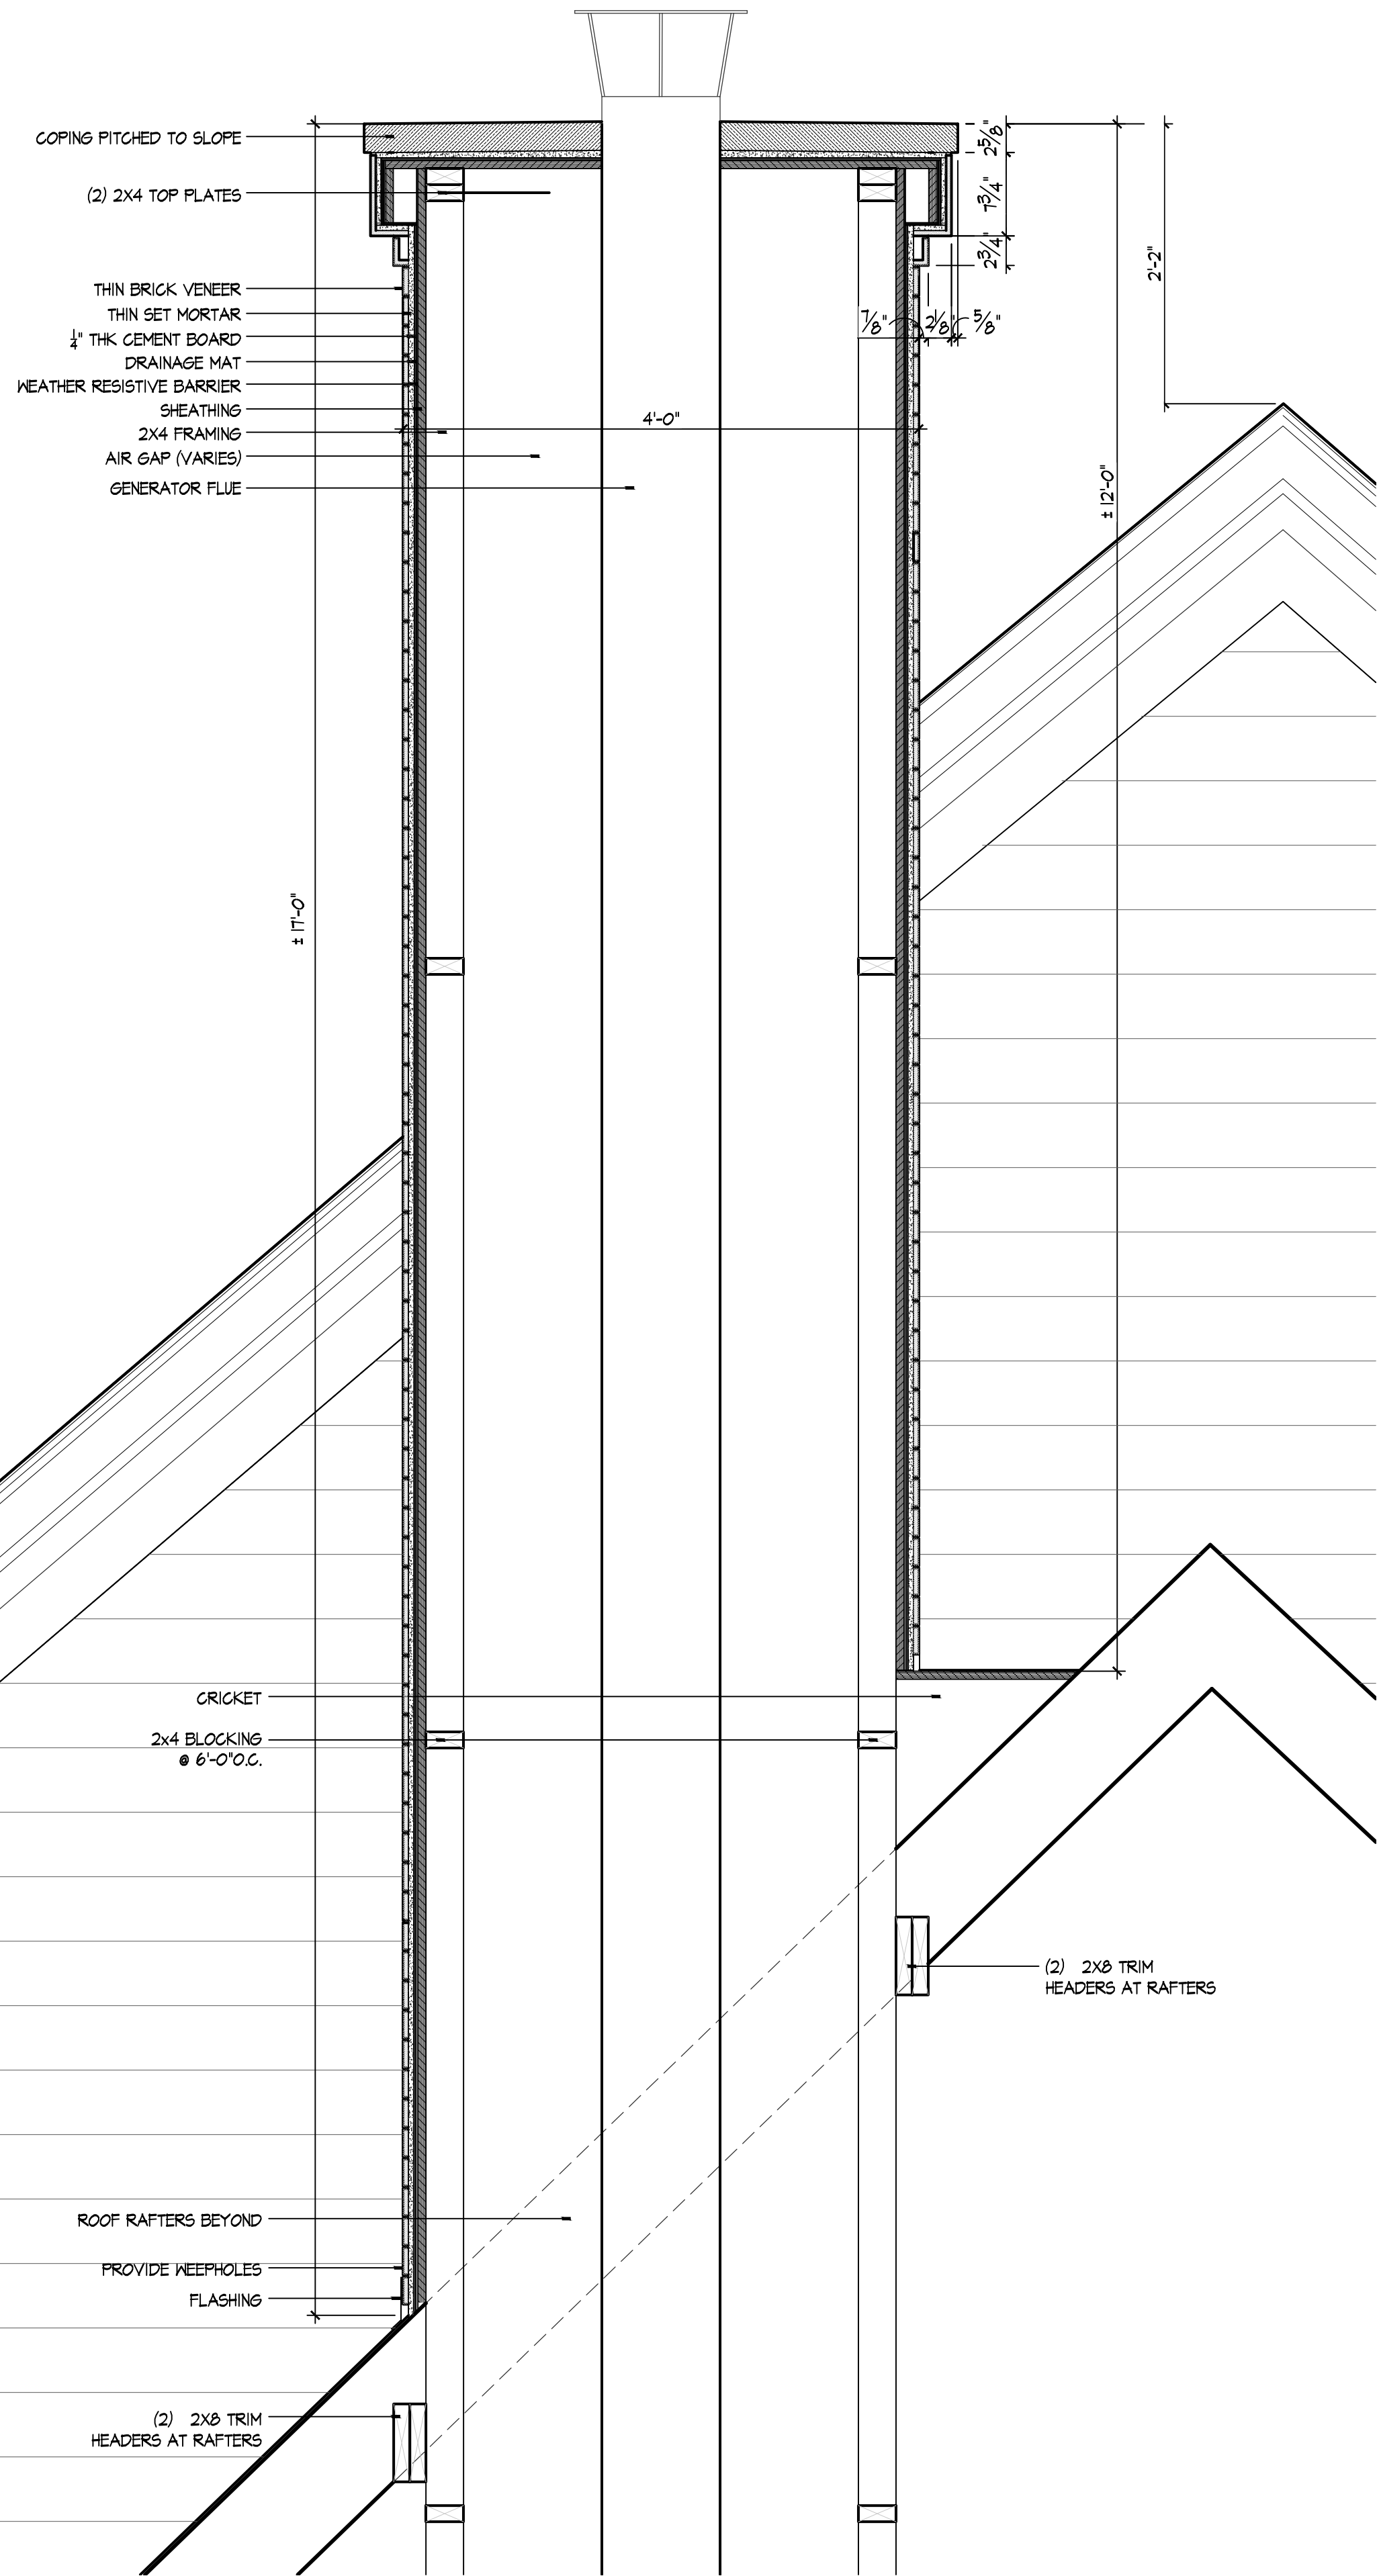 COPING PITCHED TO SLOPE
(2) 2X4 TOP PLATES
THIN BRICK VENEER
THIN SET MORTAR
1/4" THK CEMENT BOARD
DRAINAGE MAT
WEATHER RESISTIVE BARRIER
SHEATHING
2X4 FRAMING
AIR GAP (VARIES)
GENERATOR FLUE
2 5/8"
7 3/4"
2 3/4"
2'-2"
7/8"
2 1/8"
5/8"
4'-0"
± 12'-0"
± 17'-0"
CRICKET
2x4 BLOCKING
@ 6'-0"O.C.
(2) 2X8 TRIM
HEADERS AT RAFTERS
ROOF RAFTERS BEYOND
PROVIDE WEEPHOLES
FLASHING
(2) 2X8 TRIM
HEADERS AT RAFTERS